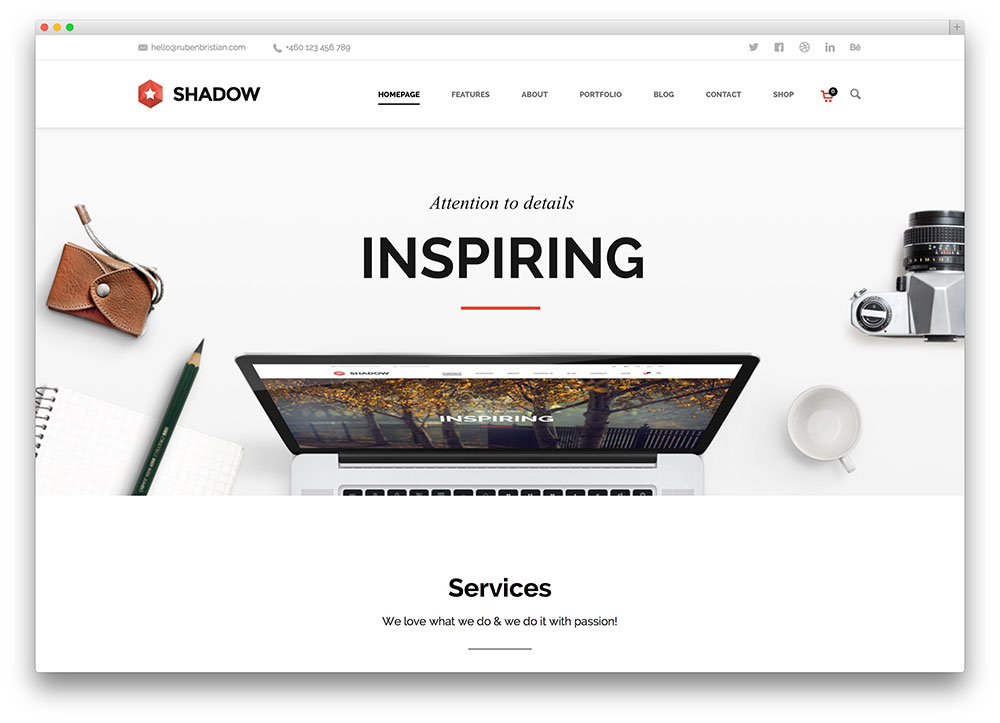 hello@rubenbristian.com +460 123 456 789 Bē
SHADOW HOMEPAGE FEATURES ABOUT PORTFOLIO BLOG CONTACT SHOP 0
Attention to details
INSPIRING
SHADOW
INSPIRING
Services
We love what we do & we do it with passion!